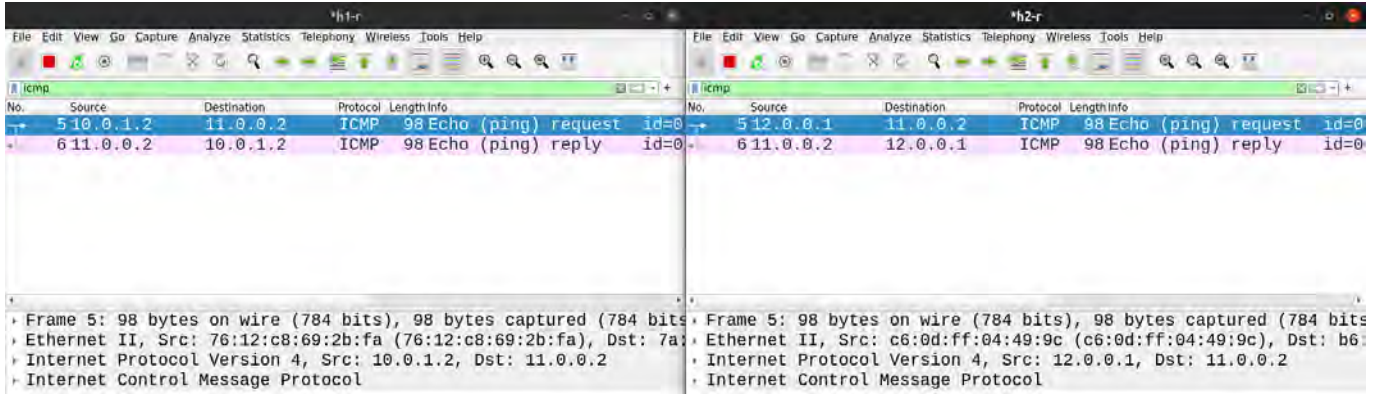 *h1-r
File Edit View Go Capture Analyze Statistics Telephony Wireless Tools Help
icmp
No. Source Destination Protocol Length Info
5 10.0.1.2 11.0.0.2 ICMP 98 Echo (ping) request id=0
6 11.0.0.2 10.0.1.2 ICMP 98 Echo (ping) reply id=0
Frame 5: 98 bytes on wire (784 bits), 98 bytes captured (784 bits
Ethernet II, Src: 76:12:c8:69:2b:fa (76:12:c8:69:2b:fa), Dst: 7a:
Internet Protocol Version 4, Src: 10.0.1.2, Dst: 11.0.0.2
Internet Control Message Protocol
*h2-r
File Edit View Go Capture Analyze Statistics Telephony Wireless Tools Help
icmp
No. Source Destination Protocol Length Info
5 12.0.0.1 11.0.0.2 ICMP 98 Echo (ping) request id=0
6 11.0.0.2 12.0.0.1 ICMP 98 Echo (ping) reply id=0
Frame 5: 98 bytes on wire (784 bits), 98 bytes captured (784 bits
Ethernet II, Src: c6:0d:ff:04:49:9c (c6:0d:ff:04:49:9c), Dst: b6:
Internet Protocol Version 4, Src: 12.0.0.1, Dst: 11.0.0.2
Internet Control Message Protocol